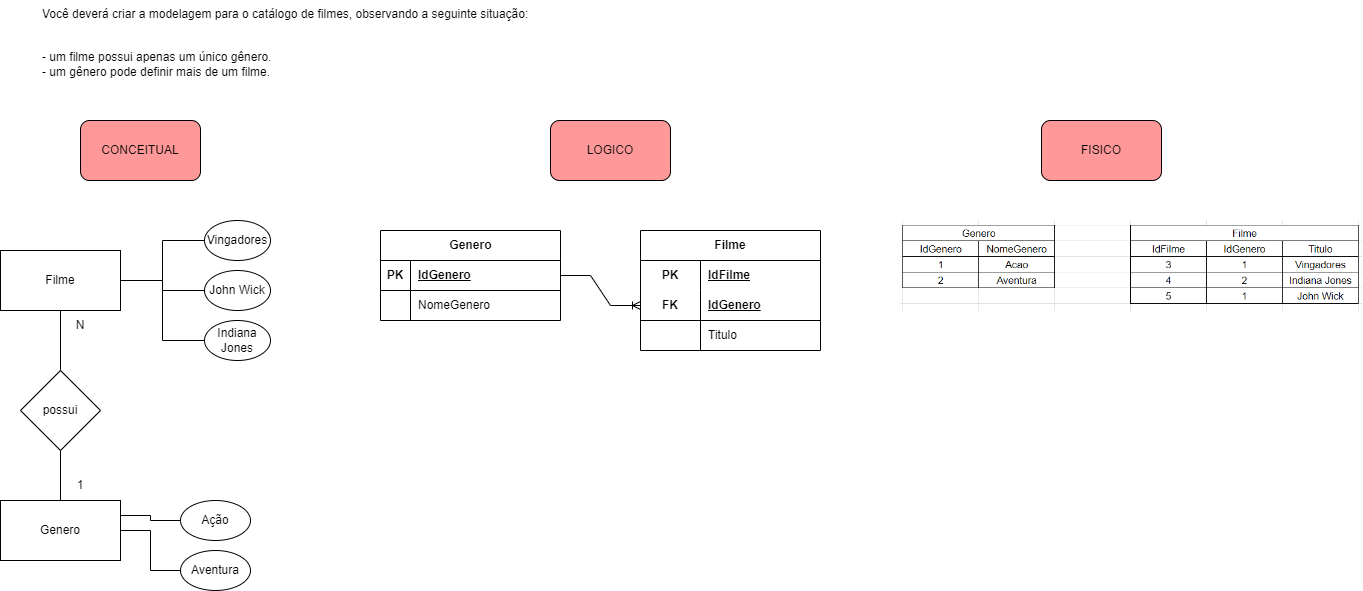 Você deverá criar a modelagem para o catálogo de filmes, observando a seguinte situação:
- um filme possui apenas um único gênero.
- um gênero pode definir mais de um filme.
CONCEITUAL
LOGICO
FISICO
Filme
Vingadores
John Wick
Indiana
Jones
N
possui
1
Genero
Ação
Aventura
Genero
PK IdGenero
NomeGenero
Filme
PK IdFilme
FK IdGenero
Titulo
Genero
IdGenero NomeGenero
1 Acao
2 Aventura
Filme
IdFilme IdGenero Titulo
3 1 Vingadores
4 2 Indiana Jones
5 1 John Wick